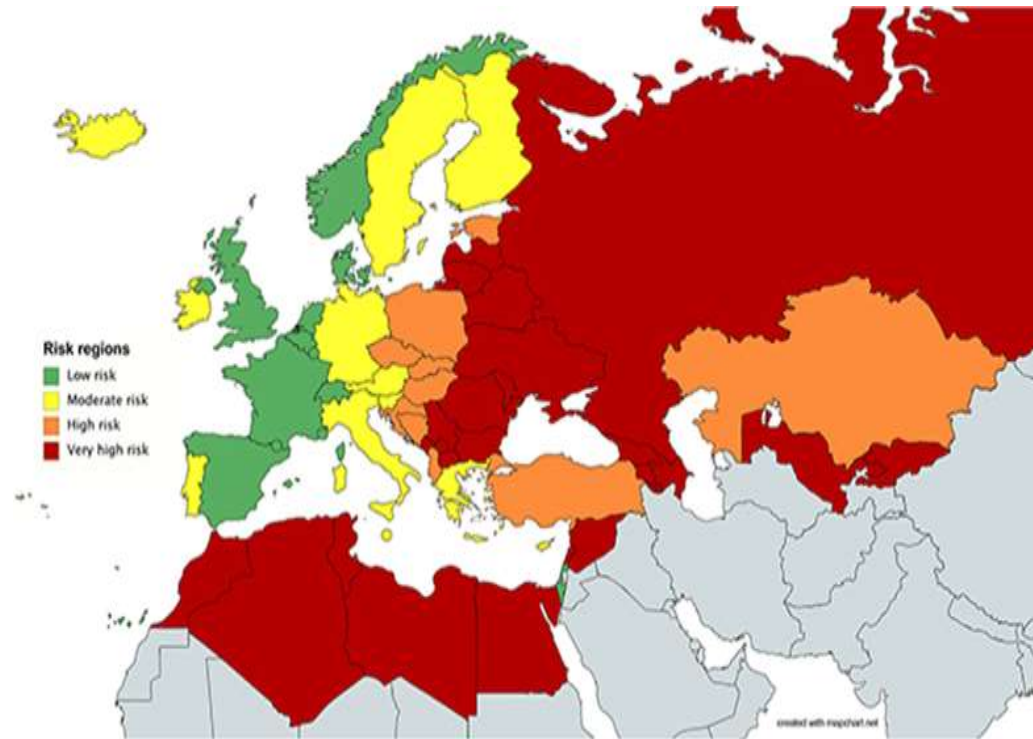 Risk regions
Low risk
Moderate risk
High risk
Very high risk
created with mapchart.net